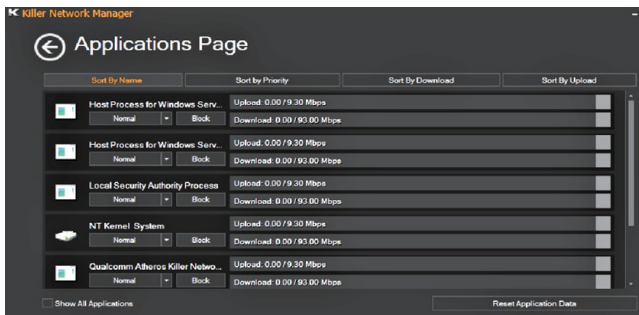 Killer Network Manager
Applications Page
Sort By Name Sort by Priority Sort By Download Sort By Upload
Host Process for Windows Serv...
Upload: 0.00 / 9.30 Mbps
Normal Block
Download: 0.00 / 93.00 Mbps
Host Process for Windows Serv...
Upload: 0.00 / 9.30 Mbps
Normal Block
Download: 0.00 / 93.00 Mbps
Local Security Authority Process
Upload: 0.00 / 9.30 Mbps
Normal Block
Download: 0.00 / 93.00 Mbps
NT Kernel System
Upload: 0.00 / 9.30 Mbps
Normal Block
Download: 0.00 / 93.00 Mbps
Qualcomm Atheros Killer Netwo...
Upload: 0.00 / 9.30 Mbps
Normal Block
Download: 0.00 / 93.00 Mbps
Show All Applications Reset Application Data